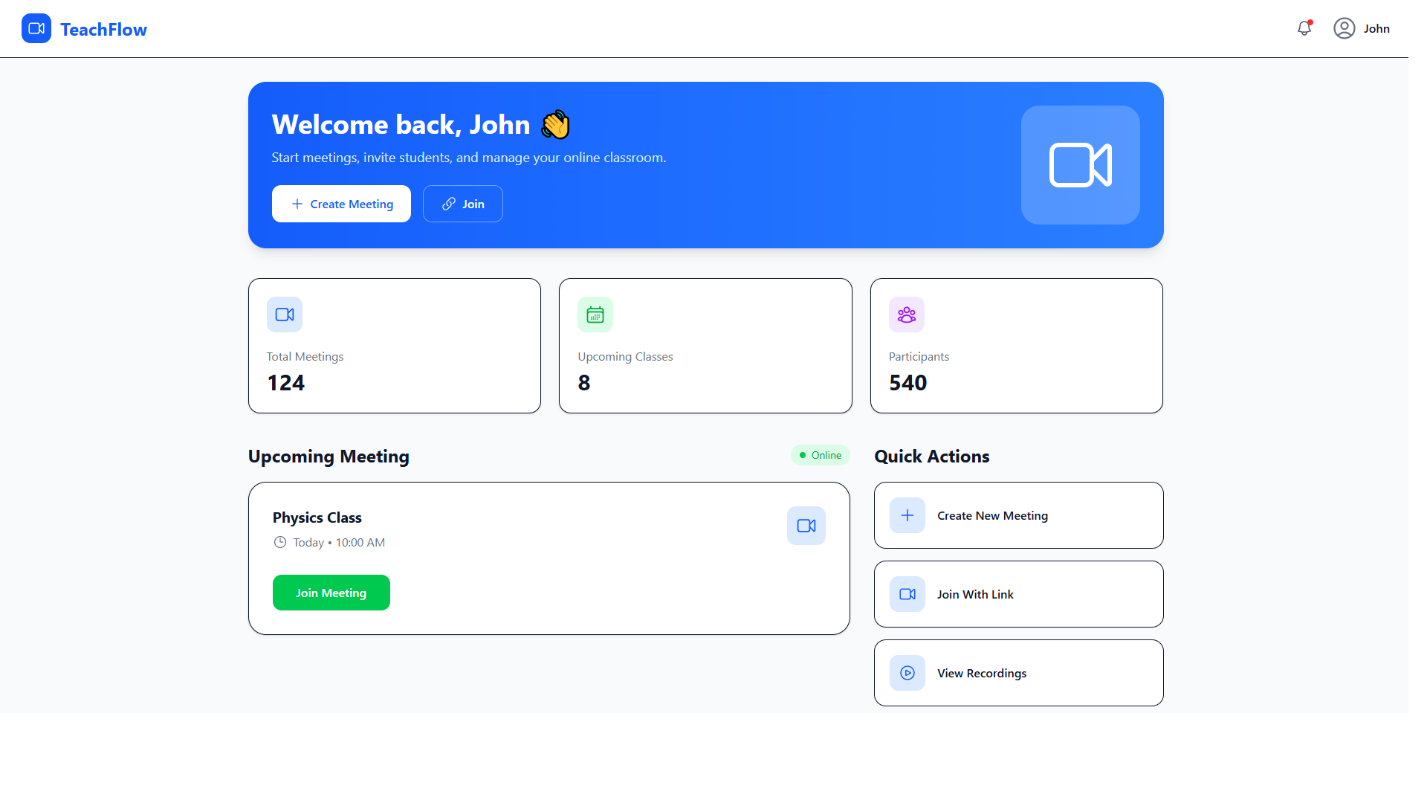 TeachFlow
John
Welcome back, John 👋
Start meetings, invite students, and manage your online classroom.
Create Meeting
Join
Total Meetings
124
Upcoming Classes
8
Participants
540
Upcoming Meeting
Online
Physics Class
Today • 10:00 AM
Join Meeting
Quick Actions
Create New Meeting
Join With Link
View Recordings